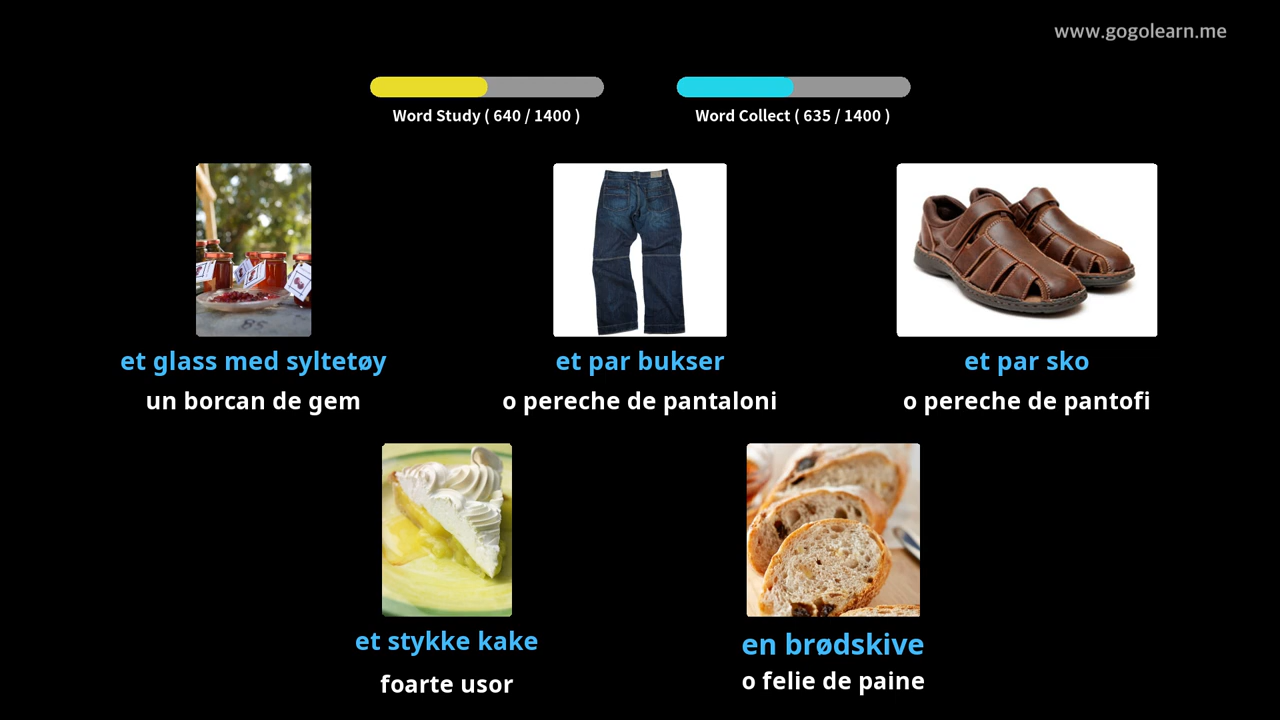 www.gogolearn.me
Word Study ( 640 / 1400 )
Word Collect ( 635 / 1400 )
et glass med syltetøy
un borcan de gem
et par bukser
o pereche de pantaloni
et par sko
o pereche de pantofi
et stykke kake
foarte usor
en brødskive
o felie de paine